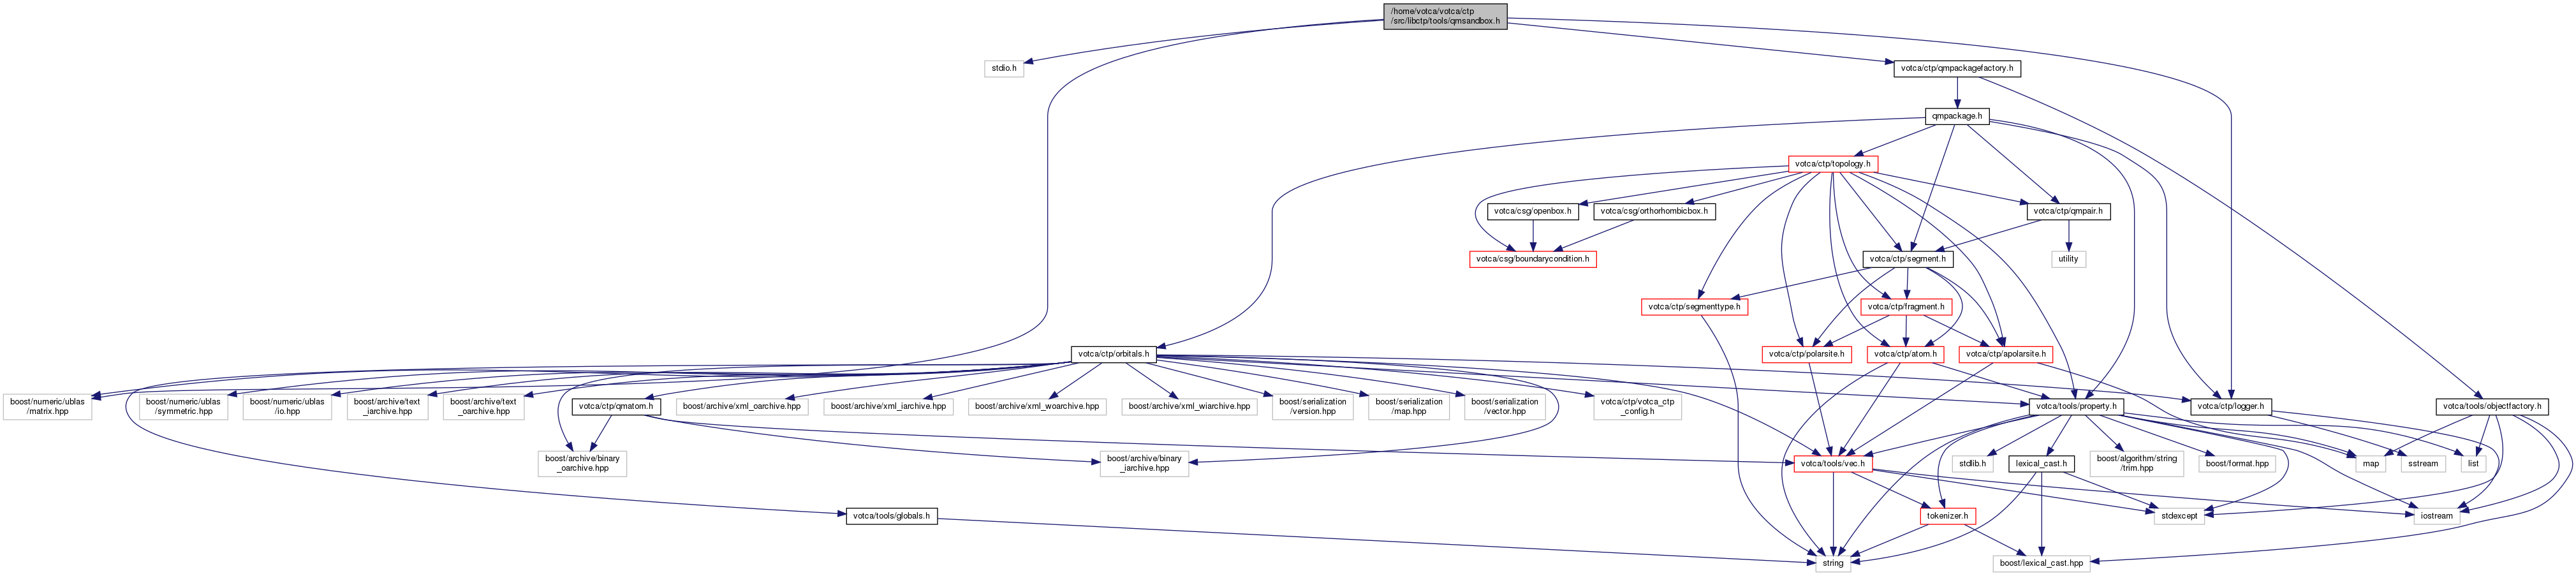 /home/votca/votca/ctp
/src/libctp/tools/qmsandbox.h
stdio.h
votca/ctp/qmpackagefactory.h
qmpackage.h
votca/ctp/topology.h
votca/csg/openbox.h
votca/csg/orthorhombicbox.h
votca/ctp/qmpair.h
votca/csg/boundarycondition.h
votca/ctp/segment.h
utility
votca/ctp/segmenttype.h
votca/ctp/fragment.h
votca/ctp/orbitals.h
votca/ctp/polarsite.h
votca/ctp/atom.h
votca/ctp/apolarsite.h
boost/numeric/ublas
/matrix.hpp
boost/numeric/ublas
/symmetric.hpp
boost/numeric/ublas
/io.hpp
boost/archive/text
_iarchive.hpp
boost/archive/text
_oarchive.hpp
votca/ctp/qmatom.h
boost/archive/xml_oarchive.hpp
boost/archive/xml_iarchive.hpp
boost/archive/xml_woarchive.hpp
boost/archive/xml_wiarchive.hpp
boost/serialization
/version.hpp
boost/serialization
/map.hpp
boost/serialization
/vector.hpp
votca/ctp/votca_ctp
_config.h
votca/tools/property.h
votca/ctp/logger.h
votca/tools/objectfactory.h
boost/archive/binary
_oarchive.hpp
boost/archive/binary
_iarchive.hpp
votca/tools/vec.h
stdlib.h
lexical_cast.h
boost/algorithm/string
/trim.hpp
boost/format.hpp
map
sstream
list
votca/tools/globals.h
tokenizer.h
stdexcept
iostream
string
boost/lexical_cast.hpp